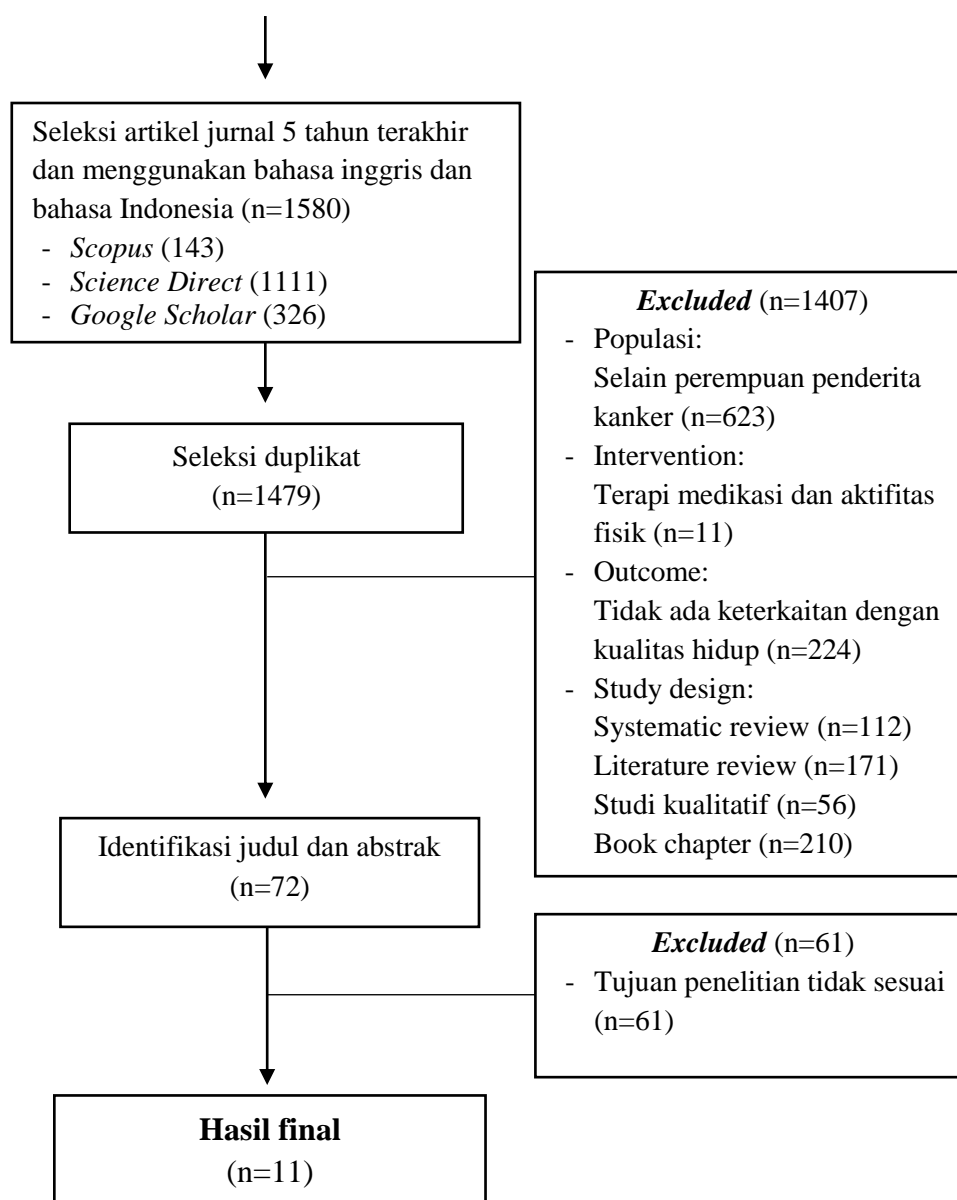 Seleksi artikel jurnal 5 tahun terakhir
dan menggunakan bahasa inggris dan
bahasa Indonesia (n=1580)
- Scopus (143)
- Science Direct (1111)
- Google Scholar (326)
Seleksi duplikat
(n=1479)
Excluded (n=1407)
- Populasi:
Selain perempuan penderita
kanker (n=623)
- Intervention:
Terapi medikasi dan aktifitas
fisik (n=11)
- Outcome:
Tidak ada keterkaitan dengan
kualitas hidup (n=224)
- Study design:
Systematic review (n=112)
Literature review (n=171)
Studi kualitatif (n=56)
Book chapter (n=210)
Identifikasi judul dan abstrak
(n=72)
Excluded (n=61)
- Tujuan penelitian tidak sesuai
(n=61)
Hasil final
(n=11)